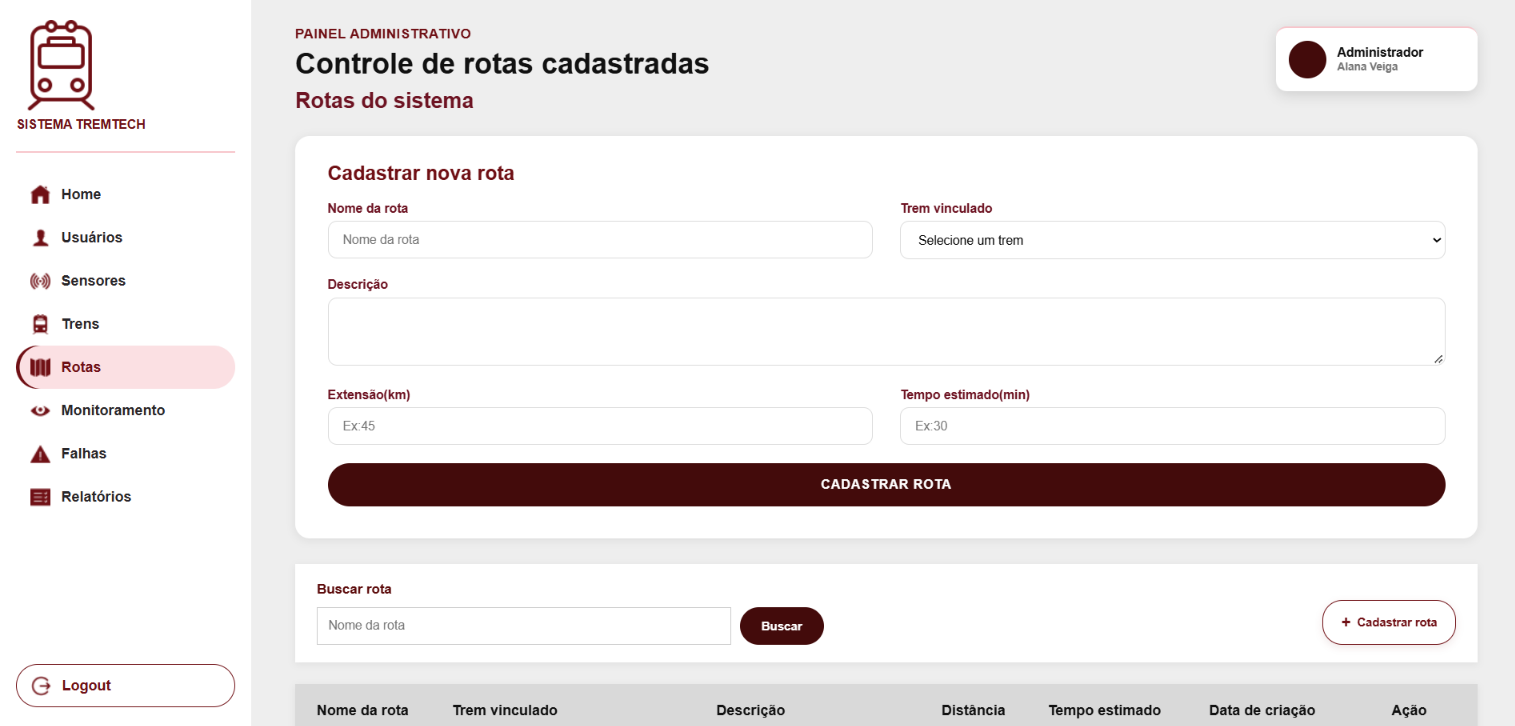 SISTEMA TREMTECH
Home
Usuários
Sensores
Trens
Rotas
Monitoramento
Falhas
Relatórios
Logout
PAINEL ADMINISTRATIVO
Controle de rotas cadastradas
Rotas do sistema
Administrador
Alana Veiga
Cadastrar nova rota
Nome da rota
Trem vinculado
Nome da rota
Selecione um trem
Descrição
Extensão(km)
Tempo estimado(min)
Ex:45
Ex:30
CADASTRAR ROTA
Buscar rota
Nome da rota
Buscar
+ Cadastrar rota
Nome da rota Trem vinculado Descrição Distância Tempo estimado Data de criação Ação